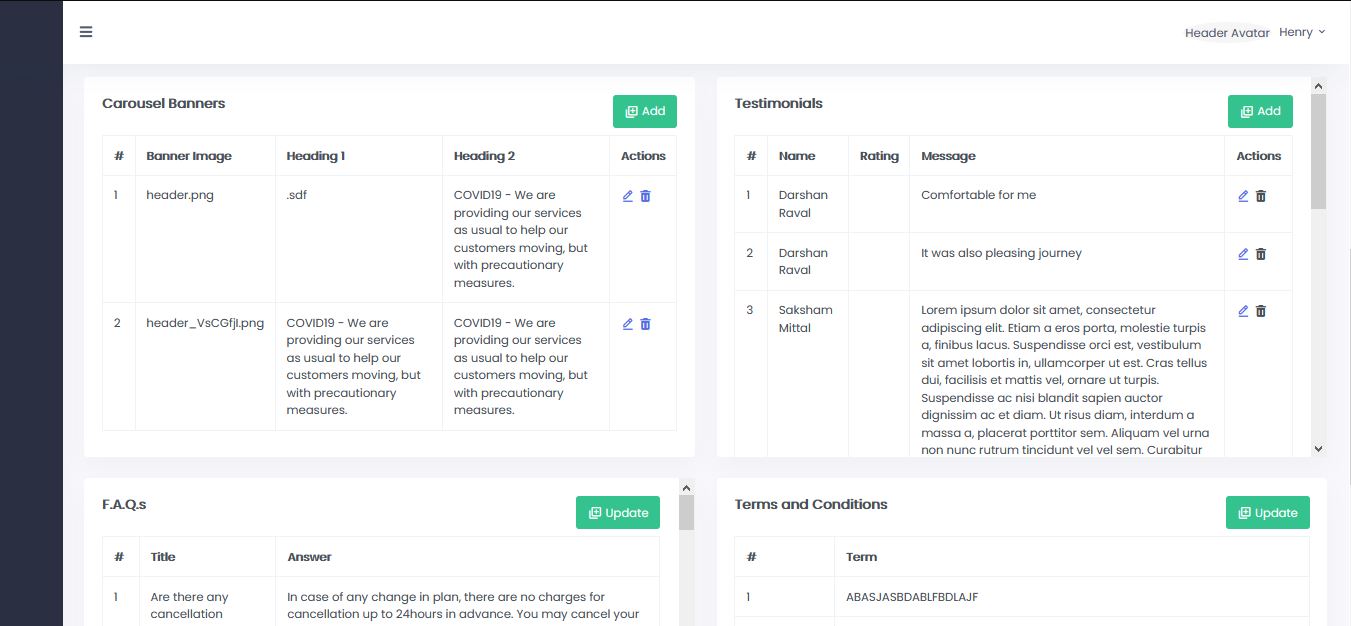 Header Avatar Henry
Carousel Banners
Add
# Banner Image Heading 1 Heading 2 Actions
1 header.png .sdf COVID19 - We are
providing our services
as usual to help our
customers moving, but
with precautionary
measures.
2 header_VsCGfjI.png COVID19 - We are COVID19 - We are
providing our services providing our services
as usual to help our as usual to help our
customers moving, but customers moving, but
with precautionary with precautionary
measures. measures.
Testimonials
Add
# Name Rating Message Actions
1 Darshan Comfortable for me
Raval
2 Darshan It was also pleasing journey
Raval
3 Saksham Lorem ipsum dolor sit amet, consectetur
Mittal adipiscing elit. Etiam a eros porta, molestie turpis
a, finibus lacus. Suspendisse orci est, vestibulum
sit amet lobortis in, ullamcorper ut est. Cras tellus
dui, facilisis et mattis vel, ornare ut turpis.
Suspendisse ac nisi blandit sapien auctor
dignissim ac et diam. Ut risus diam, interdum a
massa a, placerat porttitor sem. Aliquam vel urna
non nunc rutrum tincidunt vel vel sem. Curabitur
F.A.Q.s
Update
# Title Answer
1 Are there any In case of any change in plan, there are no charges for
cancellation cancellation up to 24hours in advance. You may cancel your
Terms and Conditions
Update
# Term
1 ABASJASBDABLFBDLAJF